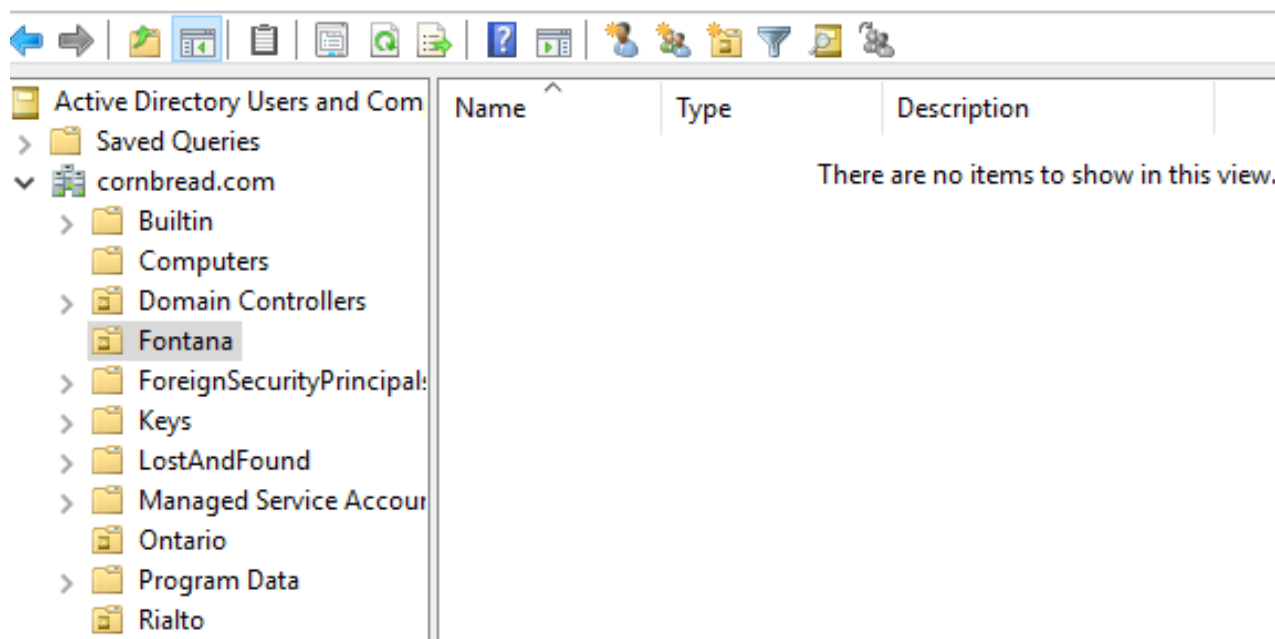 Active Directory Users and Com
Name Type Description
Saved Queries
There are no items to show in this view.
cornbread.com
Builtin
Computers
Domain Controllers
Fontana
ForeignSecurityPrincipals
Keys
LostAndFound
Managed Service Accour
Ontario
Program Data
Rialto